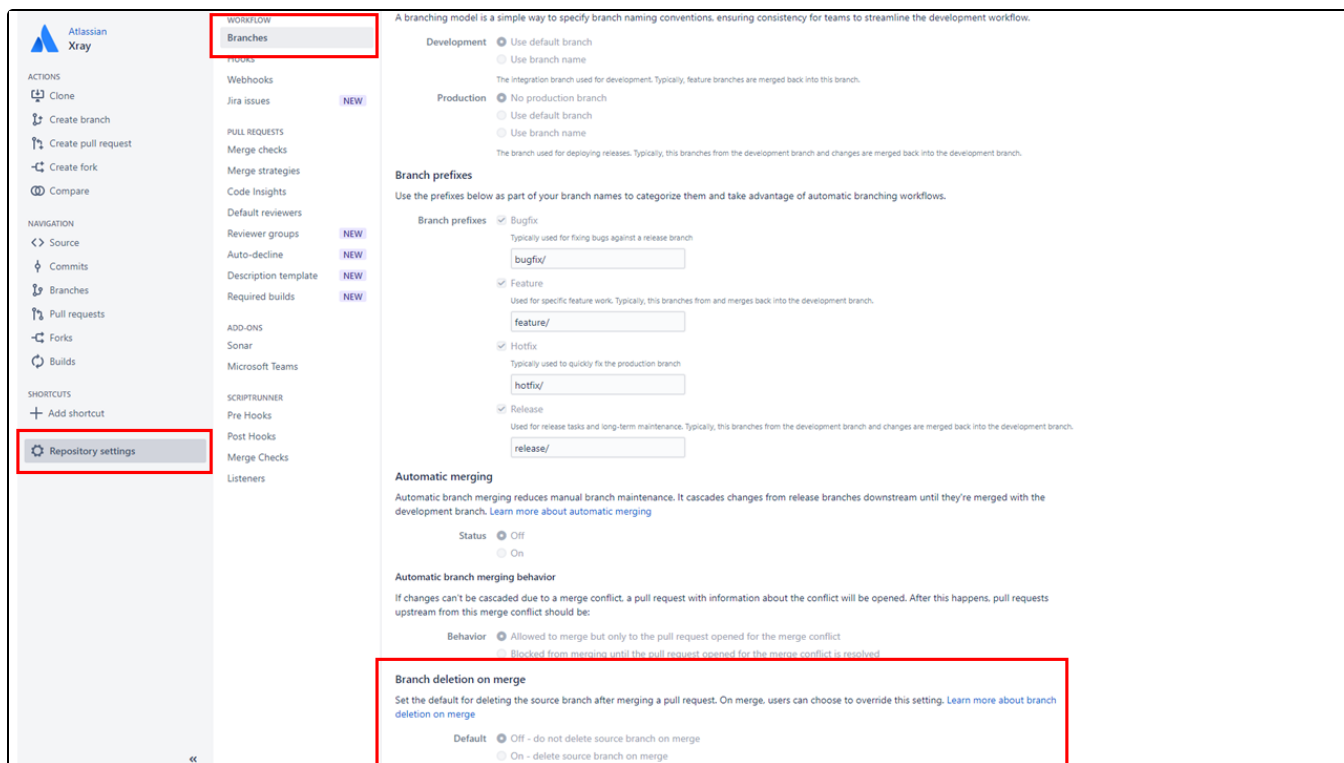 Atlassian
Xray
ACTIONS
Clone
Create branch
Create pull request
Create fork
Compare
NAVIGATION
Source
Commits
Branches
Pull requests
Forks
Builds
SHORTCUTS
Add shortcut
Repository settings
«
WORKFLOW
Branches
Hooks
Webhooks
Jira issues NEW
PULL REQUESTS
Merge checks
Merge strategies
Code Insights
Default reviewers
Reviewer groups NEW
Auto-decline NEW
Description template NEW
Required builds NEW
ADD-ONS
Sonar
Microsoft Teams
SCRIPTRUNNER
Pre Hooks
Post Hooks
Merge Checks
Listeners
A branching model is a simple way to specify branch naming conventions, ensuring consistency for teams to streamline the development workflow.
Development Use default branch
Use branch name
The integration branch used for development. Typically, feature branches are merged back into this branch.
Production No production branch
Use default branch
Use branch name
The branch used for deploying releases. Typically, this branches from the development branch and changes are merged back into the development branch.
Branch prefixes
Use the prefixes below as part of your branch names to categorize them and take advantage of automatic branching workflows.
Branch prefixes Bugfix
Typically used for fixing bugs against a release branch
bugfix/
Feature
Used for specific feature work. Typically, this branches from and merges back into the development branch.
feature/
Hotfix
Typically used to quickly fix the production branch
hotfix/
Release
Used for release tasks and long-term maintenance. Typically, this branches from the development branch and changes are merged back into the development branch.
release/
Automatic merging
Automatic branch merging reduces manual branch maintenance. It cascades changes from release branches downstream until they're merged with the
development branch. Learn more about automatic merging
Status Off
On
Automatic branch merging behavior
If changes can't be cascaded due to a merge conflict, a pull request with information about the conflict will be opened. After this happens, pull requests
upstream from this merge conflict should be:
Behavior Allowed to merge but only to the pull request opened for the merge conflict
Blocked from merging until the pull request opened for the merge conflict is resolved
Branch deletion on merge
Set the default for deleting the source branch after merging a pull request. On merge, users can choose to override this setting. Learn more about branch
deletion on merge
Default Off - do not delete source branch on merge
On - delete source branch on merge